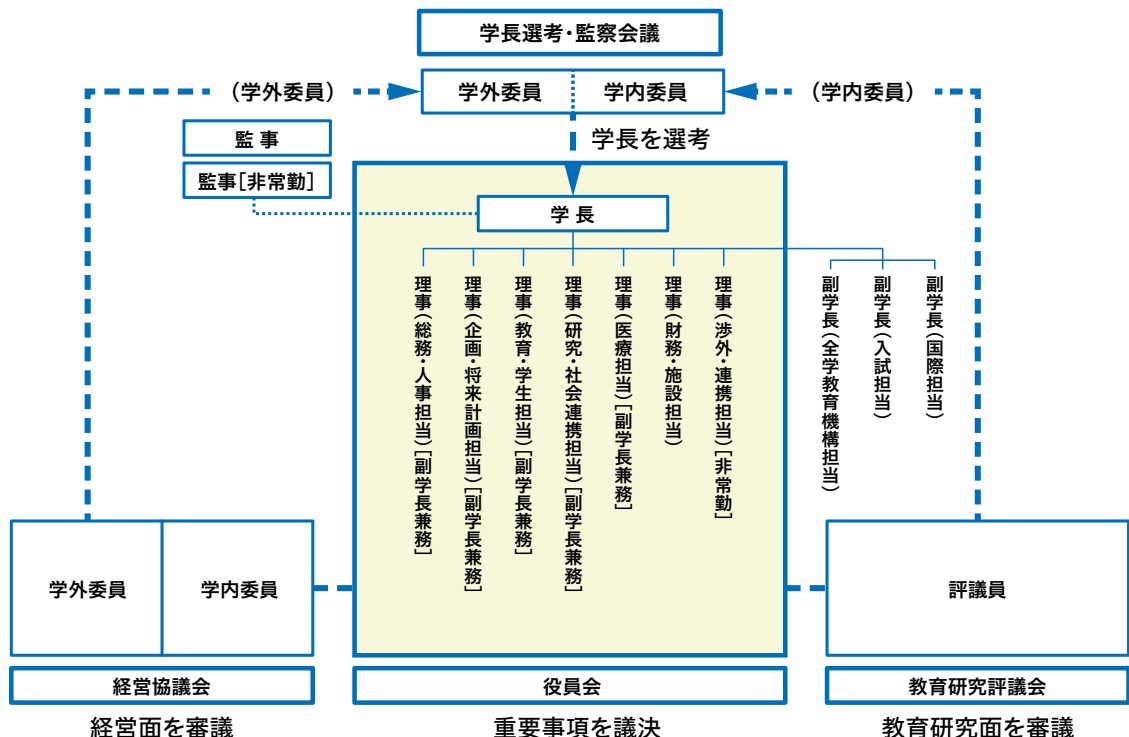 学長選考・監察会議
(学外委員)
学外委員
学内委員
(学内委員)
監 事
学長を選考
監事[非常勤]
学 長
理事(総務・人事担当)[副学長兼務]
理事(企画・将来計画担当)[副学長兼務]
理事(教育・学生担当)[副学長兼務]
理事(研究・社会連携担当)[副学長兼務]
理事(医療担当)[副学長兼務]
理事(財務・施設担当)
理事(渉外・連携担当)[非常勤]
副学長(全学教育機構担当)
副学長(入試担当)
副学長(国際担当)
学外委員
学内委員
評議員
経営協議会
役員会
教育研究評議会
経営面を審議
重要事項を議決
教育研究面を審議